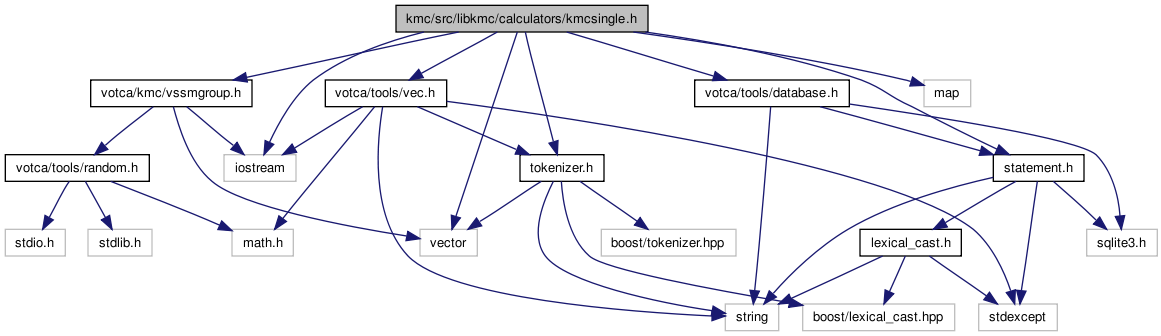 kmc/src/libkmc/calculators/kmcsingle.h
votca/kmc/vssmgroup.h
votca/tools/vec.h
votca/tools/database.h
map
votca/tools/random.h
iostream
tokenizer.h
statement.h
stdio.h
stdlib.h
math.h
vector
boost/tokenizer.hpp
lexical_cast.h
sqlite3.h
string
boost/lexical_cast.hpp
stdexcept